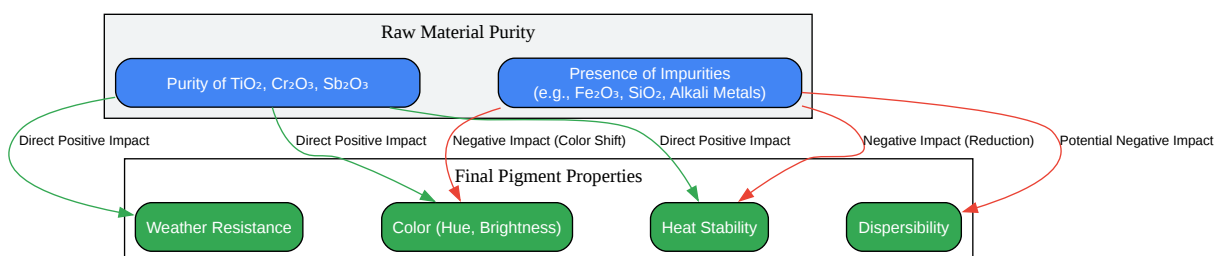 Raw Material Purity
Purity of TiO₂, Cr₂O₃, Sb₂O₃
Presence of Impurities
(e.g., Fe₂O₃, SiO₂, Alkali Metals)
Direct Positive Impact
Direct Positive Impact
Negative Impact (Color Shift)
Direct Positive Impact
Negative Impact (Reduction)
Potential Negative Impact
Final Pigment Properties
Weather Resistance
Color (Hue, Brightness)
Heat Stability
Dispersibility